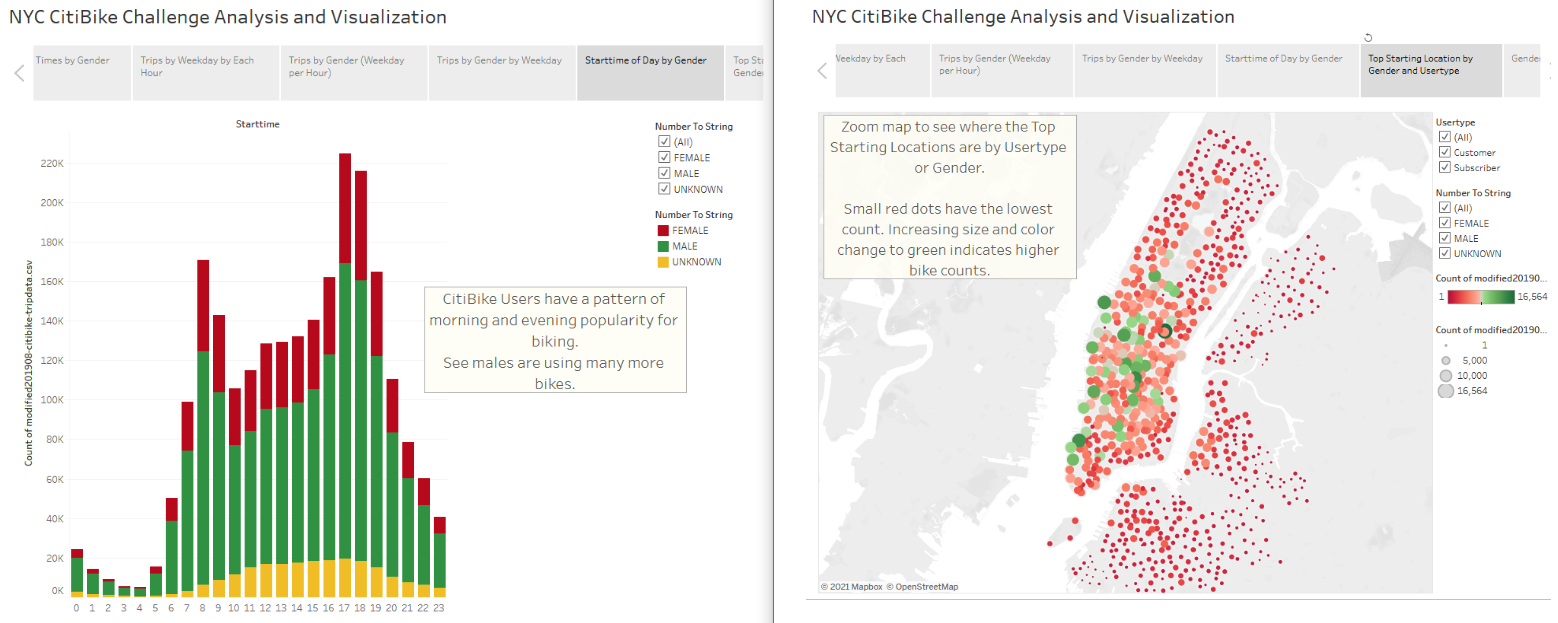 NYC CitiBike Challenge Analysis and Visualization
Times by Gender
Trips by Weekday by Each
Hour
Trips by Gender (Weekday
per Hour)
Trips by Gender by Weekday
Starttime of Day by Gender
Top Sta
Gender
Starttime
Count of modified201908-citibike-tripdata.csv
220K
200K
180K
160K
140K
120K
100K
80K
60K
40K
20K
0K
0 1 2 3 4 5 6 7 8 9 10 11 12 13 14 15 16 17 18 19 20 21 22 23
Number To String
(All)
FEMALE
MALE
UNKNOWN
Number To String
FEMALE
MALE
UNKNOWN
CitiBike Users have a pattern of
morning and evening popularity for
biking.
See males are using many more
bikes.
NYC CitiBike Challenge Analysis and Visualization
Weekday by Each
Trips by Gender (Weekday
per Hour)
Trips by Gender by Weekday
Starttime of Day by Gender
Top Starting Location by
Gender and Usertype
Gende
Zoom map to see where the Top
Starting Locations are by Usertype
or Gender.
Small red dots have the lowest
count. Increasing size and color
change to green indicates higher
bike counts.
© 2021 Mapbox © OpenStreetMap
Usertype
(All)
Customer
Subscriber
Number To String
(All)
FEMALE
MALE
UNKNOWN
Count of modified20190...
1 16,564
Count of modified20190...
1
5,000
10,000
16,564